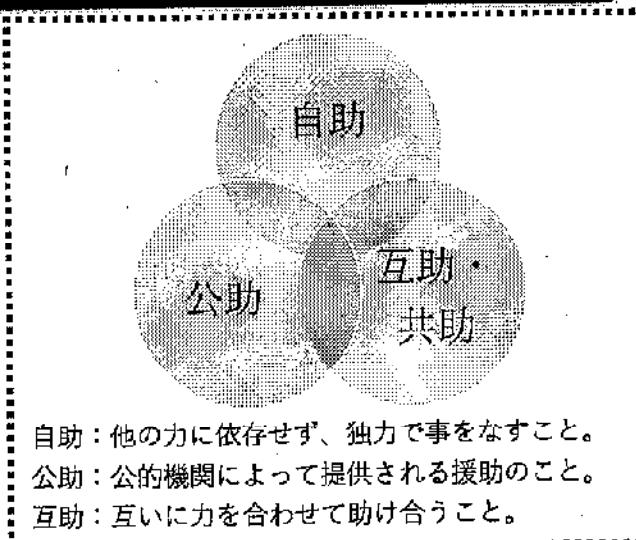 自助
公助
互助・
共助
自助：他の力に依存せず、独力で事をなすこと。
公助：公的機関によって提供される援助のこと。
互助：互いに力を合わせて助け合うこと。